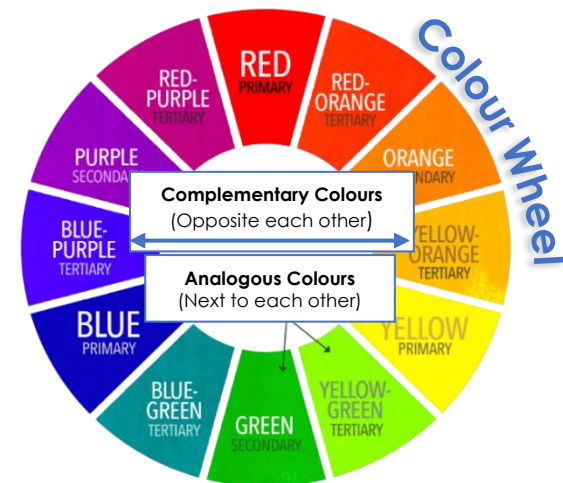 Colour Wheel
RED
PRIMARY
RED-
ORANGE
TERTIARY
ORANGE
NDARY
YELLOW-
ORANGE
TERTIARY
YELLOW
PRIMARY
YELLOW-
GREEN
TERTIARY
GREEN
SECONDARY
BLUE-
GREEN
TERTIARY
BLUE
PRIMARY
BLUE-
PURPLE
TERTIARY
PURPLE
SECONDA
RED-
PURPLE
TERTIARY
Complementary Colours
(Opposite each other)
Analogous Colours
(Next to each other)